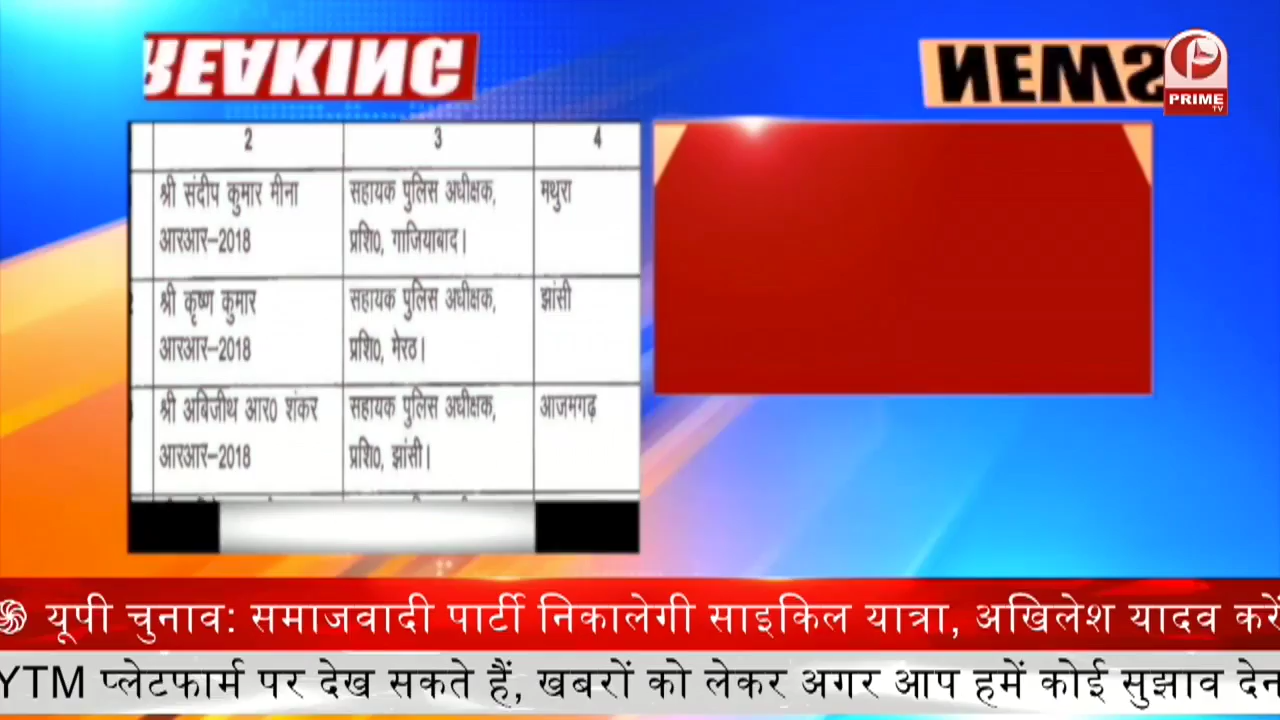 BREAKING
NEWS
PRIME
TV
2 3 4
श्री संदीप कुमार मीना
आरआर–2018
सहायक पुलिस अधीक्षक,
प्रशि0, गाजियाबाद।
मथुरा
श्री कृष्ण कुमार
आरआर–2018
सहायक पुलिस अधीक्षक,
प्रशि0, मेरठ।
झांसी
श्री अबिजीथ आर0 शंकर
आरआर–2018
सहायक पुलिस अधीक्षक,
प्रशि0, झांसी।
आजमगढ़
यूपी चुनाव: समाजवादी पार्टी निकालेगी साइकिल यात्रा, अखिलेश यादव करें
YTM प्लेटफार्म पर देख सकते हैं, खबरों को लेकर अगर आप हमें कोई सुझाव देन